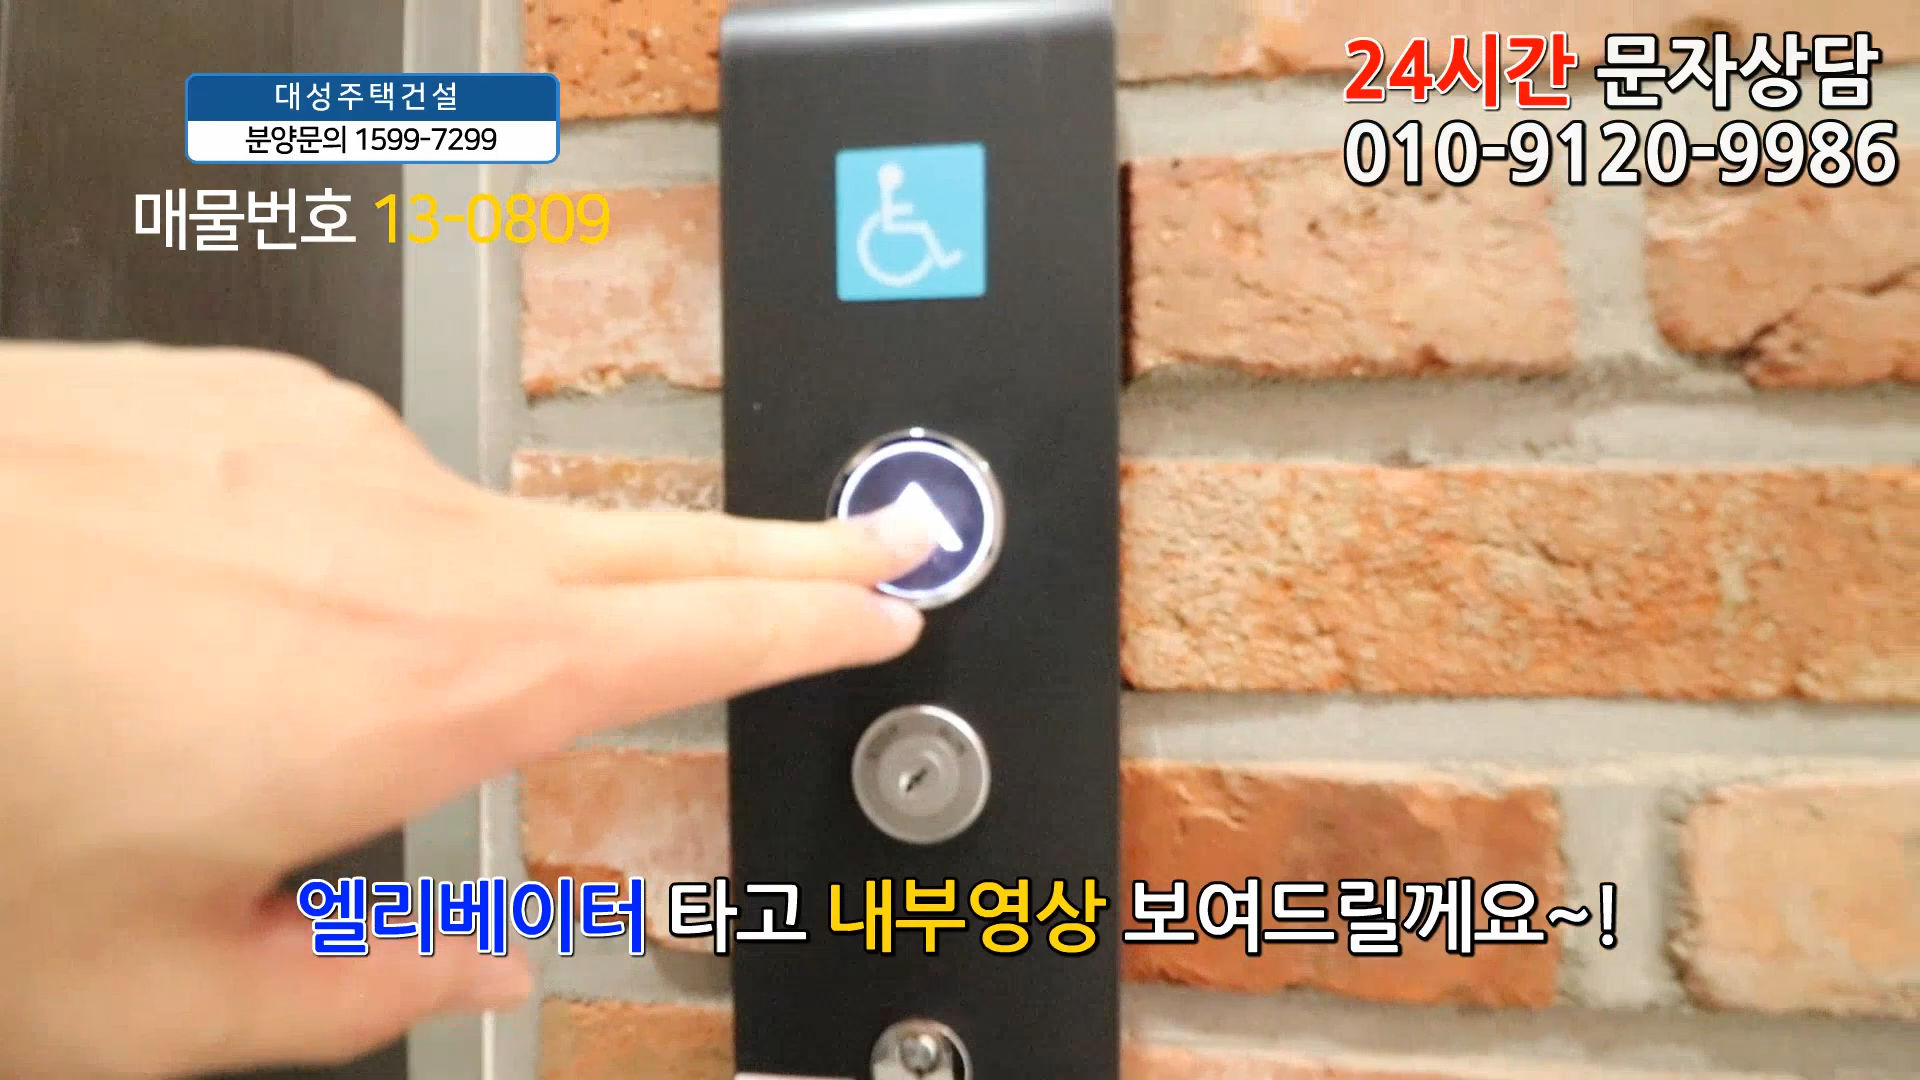 대성주택건설
분양문의 1599-7299
매물번호 13-0809
24시간 문자상담
010-9120-9986
엘리베이터 타고 내부영상 보여드릴께요~!